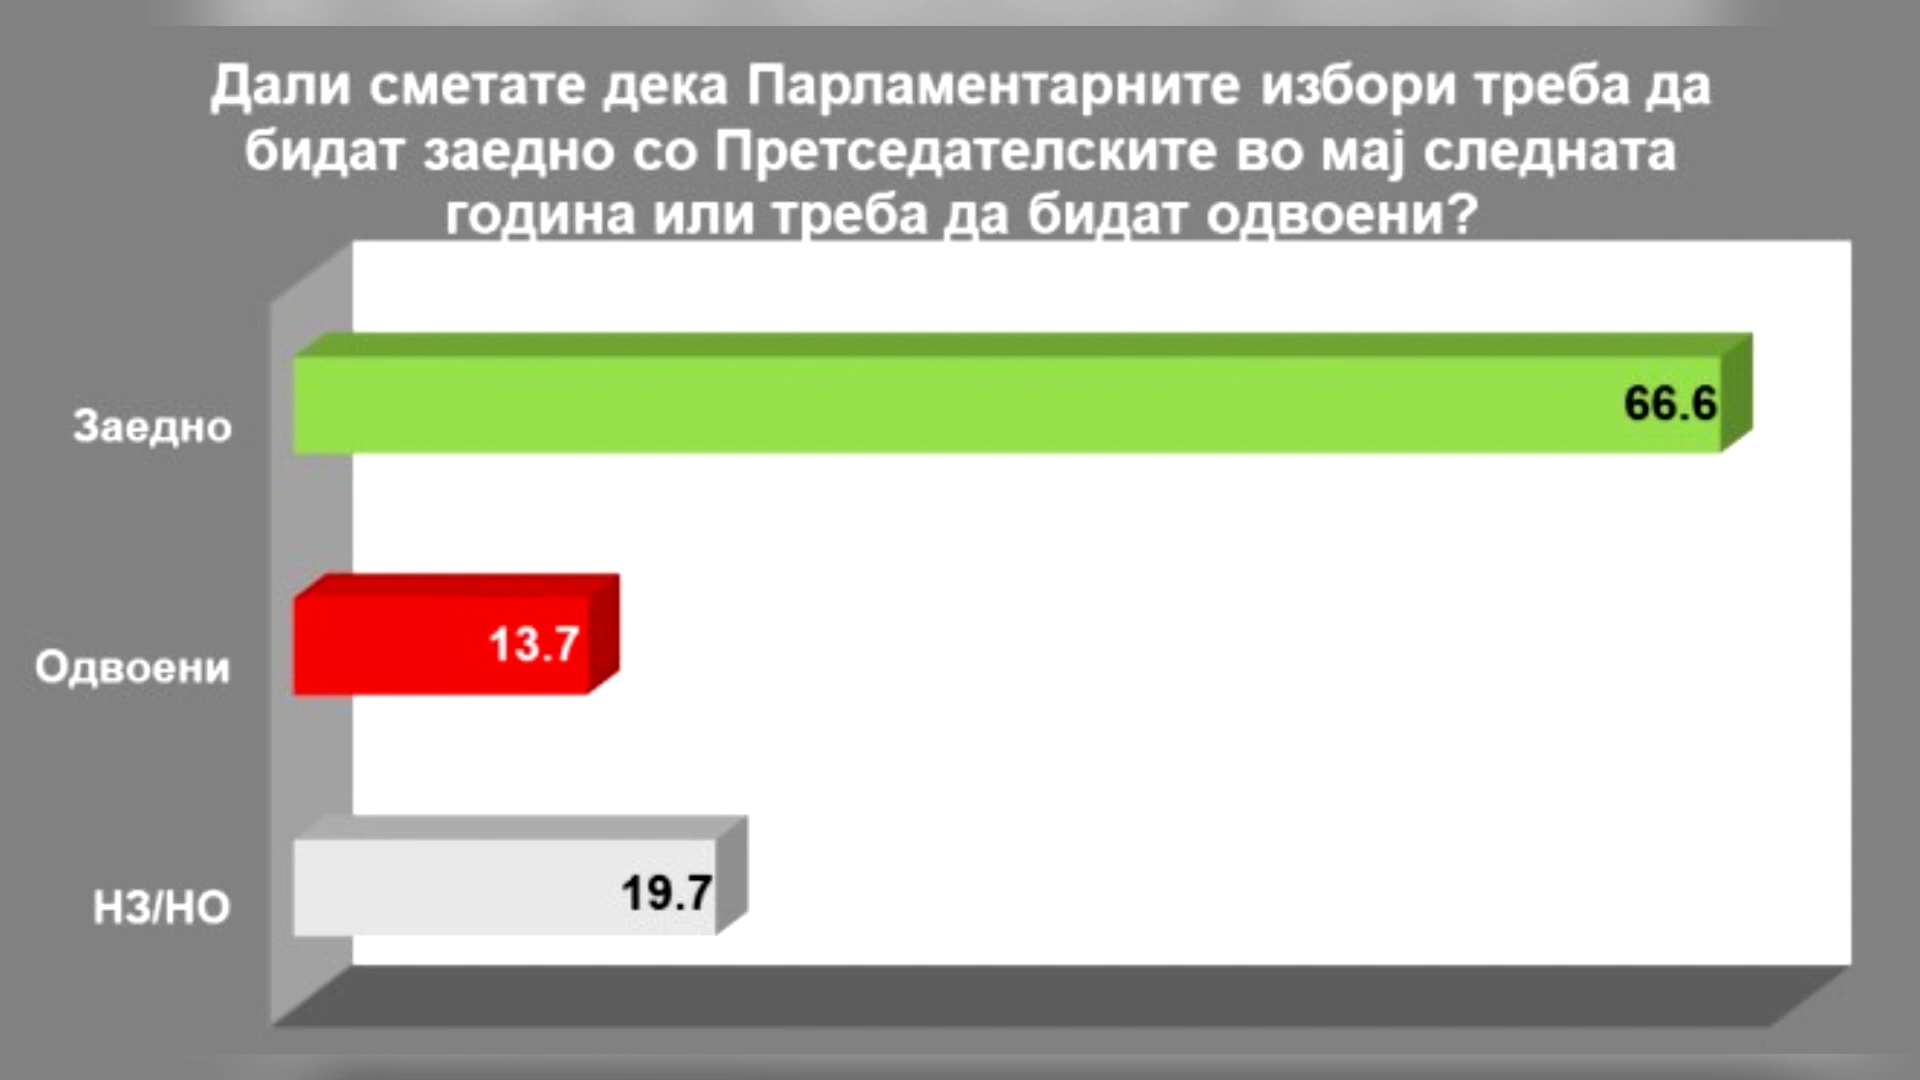 Дали сметате дека Парламентарните избори треба да
бидат заедно со Претседателските во мај следната
година или треба да бидат одвоени?
Заедно
66.6
Одвоени
13.7
НЗ/НО
19.7